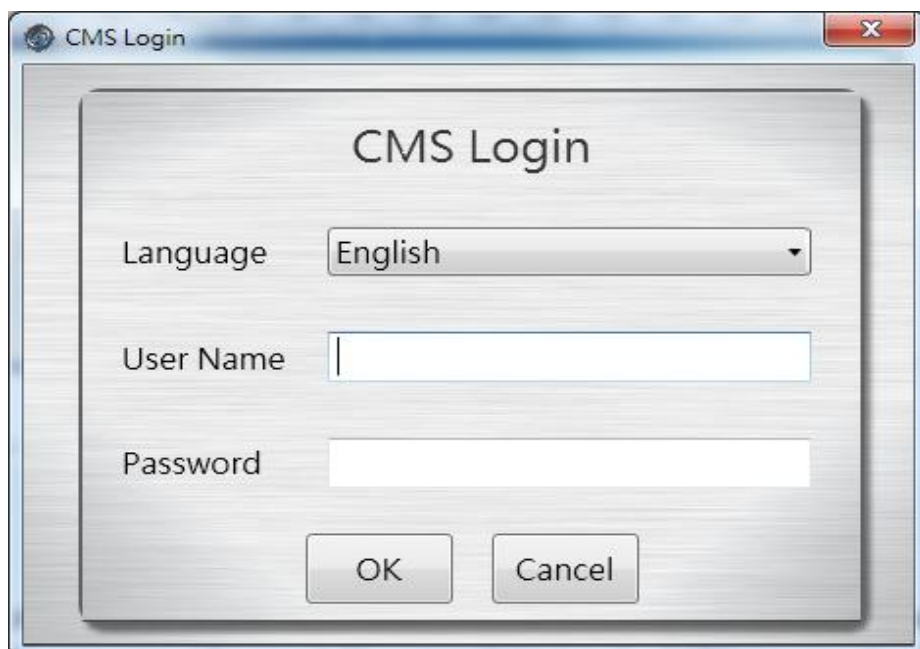 CMS Login
CMS Login
Language English
User Name
Password
OK Cancel